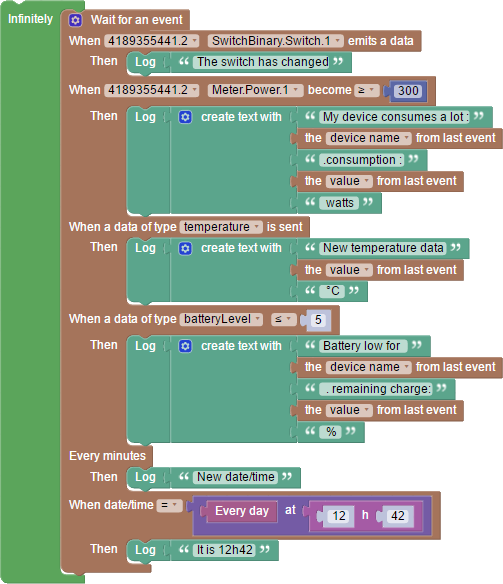 Infinitely Wait for an event
When 4189355441.2 SwitchBinary.Switch.1 emits a data
Then Log “ The switch has changed
When 4189355441.2 Meter.Power.1 become ≥ 300
Then Log create text with “ My device consumes a lot : ”
the device name from last event
“ .consumption : ”
the value from last event
“ watts ”
When a data of type temperature is sent
Then Log create text with “ New temperature data ”
the value from last event
“ °C ”
When a data of type batteryLevel ≤ 5
Then Log create text with “ Battery low for ”
the device name from last event
“ . remaining charge: ”
the value from last event
“ % ”
Every minutes
Then Log “ New date/time ”
When date/time = Every day at 12 h 42
Then Log “ It is 12h42 ”